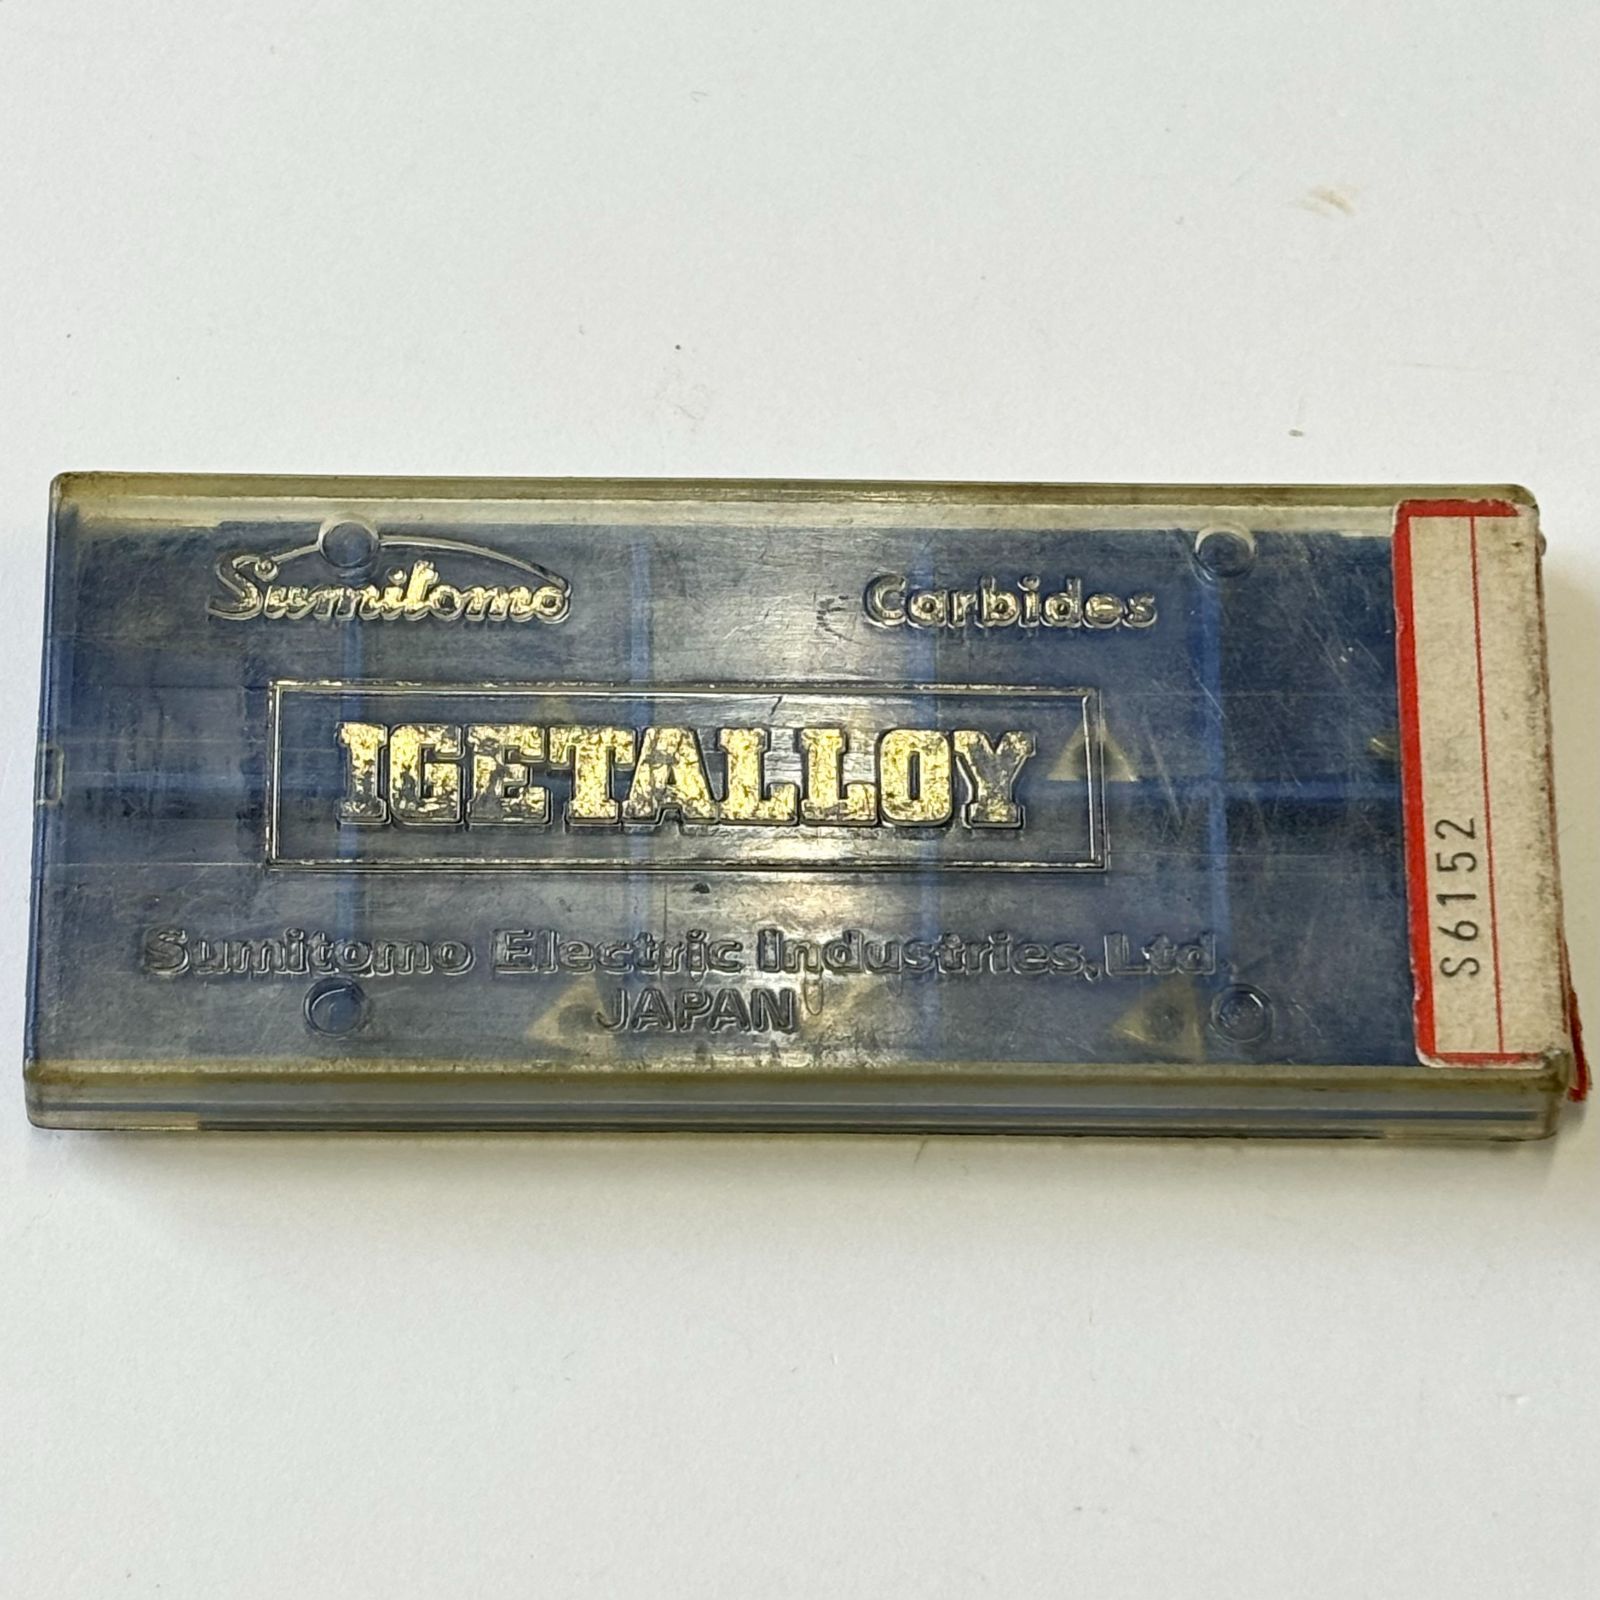 Sumitomo
Carbides
IGETALLOY
Sumitomo Electric Industries, Ltd.
JAPAN
S6152